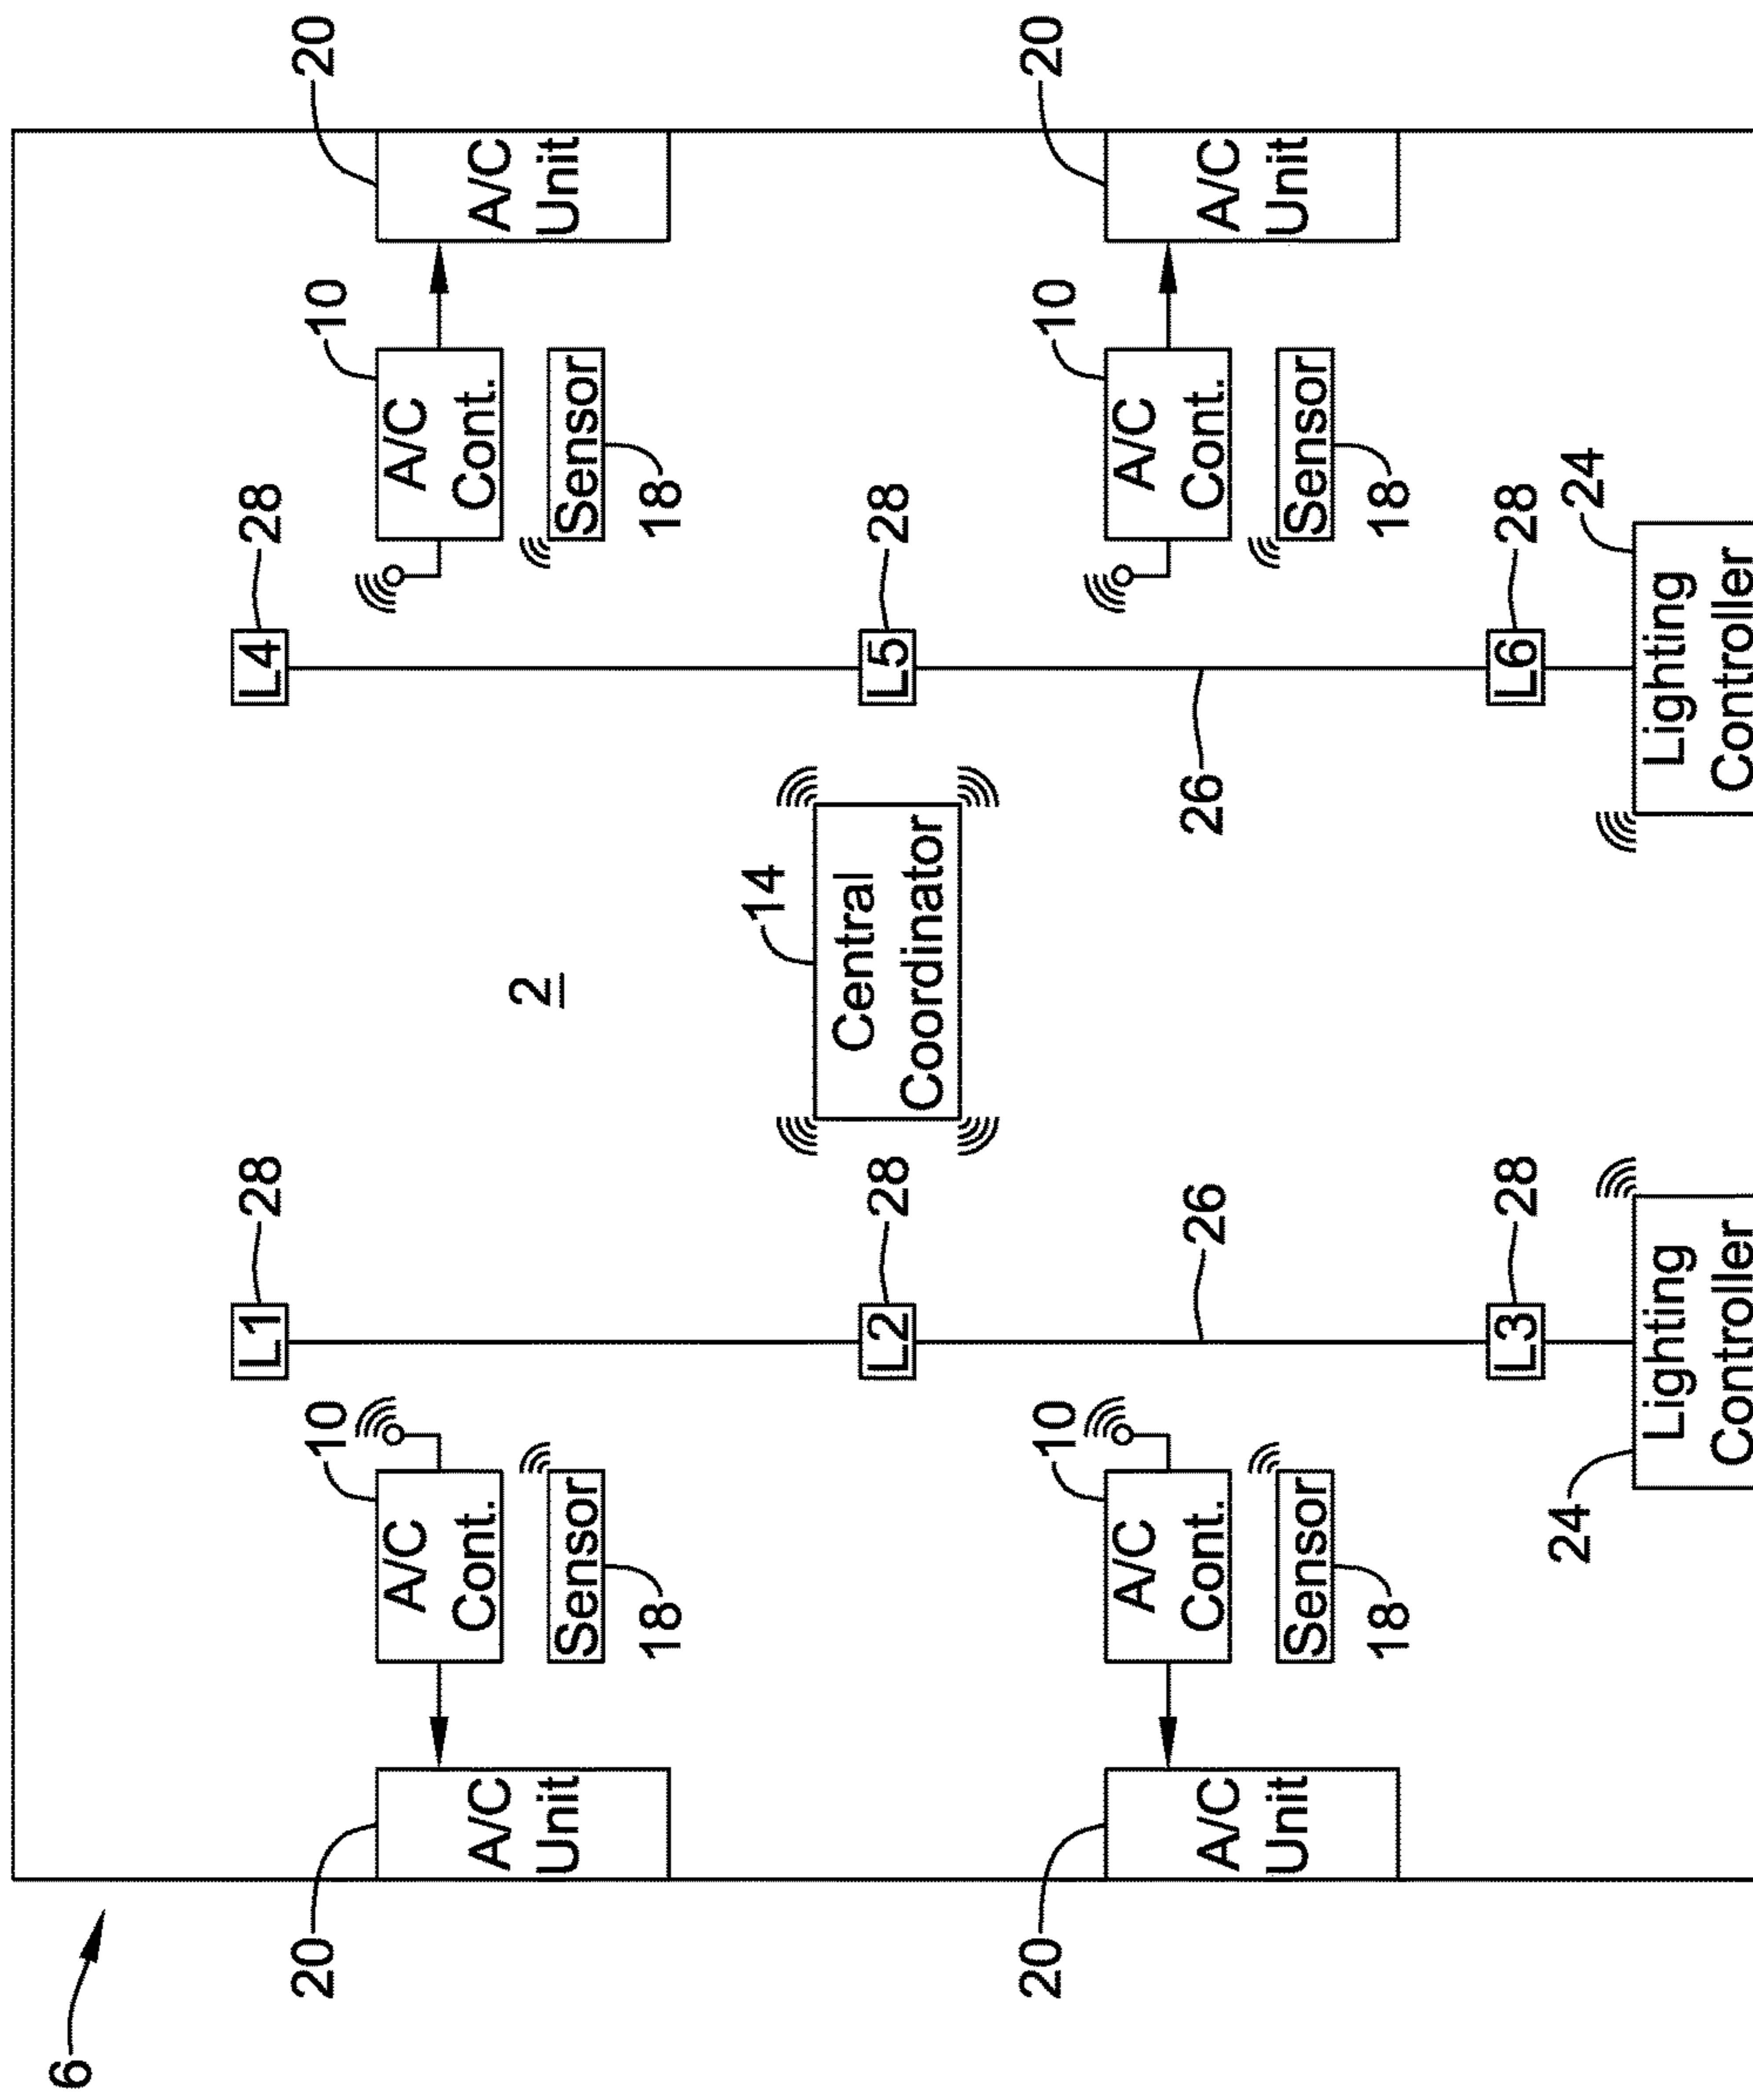 6
L1
28
L4
28
20
10
10
20
A/C
Cont.
A/C
Cont.
A/C
Unit
A/C
Unit
2
Sensor
Sensor
18
18
14
Central
Coordinator
L2
28
L5
28
20
10
10
20
A/C
Cont.
A/C
Cont.
26
26
A/C
Unit
A/C
Unit
Sensor
Sensor
18
18
L3
28
L6
28
24
24
Lighting
Controller
Lighting
Controller